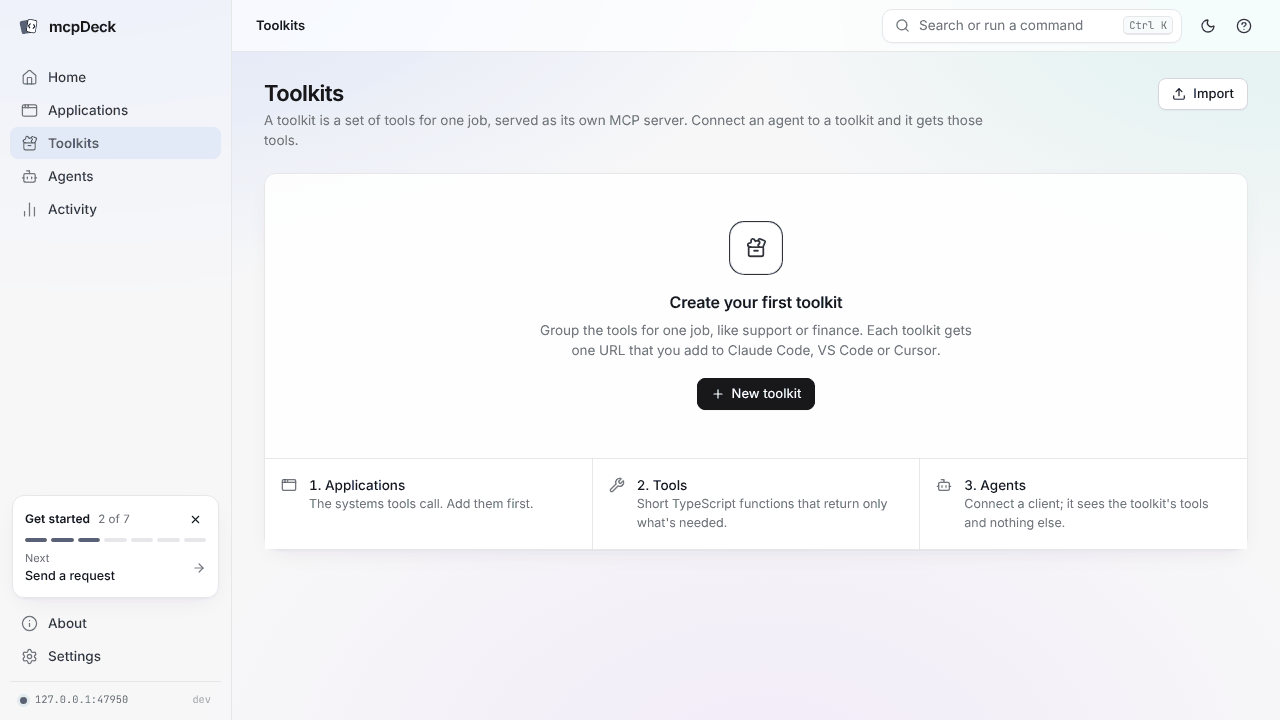 mcpDeck
Home
Applications
Toolkits
Agents
Activity
Get started 2 of 7
Next
Send a request
About
Settings
127.0.0.1:47950 dev
Toolkits
Search or run a command Ctrl K
Toolkits
Import
A toolkit is a set of tools for one job, served as its own MCP server. Connect an agent to a toolkit and it gets those
tools.
Create your first toolkit
Group the tools for one job, like support or finance. Each toolkit gets
one URL that you add to Claude Code, VS Code or Cursor.
New toolkit
1. Applications
The systems tools call. Add them first.
2. Tools
Short TypeScript functions that return only
what's needed.
3. Agents
Connect a client; it sees the toolkit's tools
and nothing else.